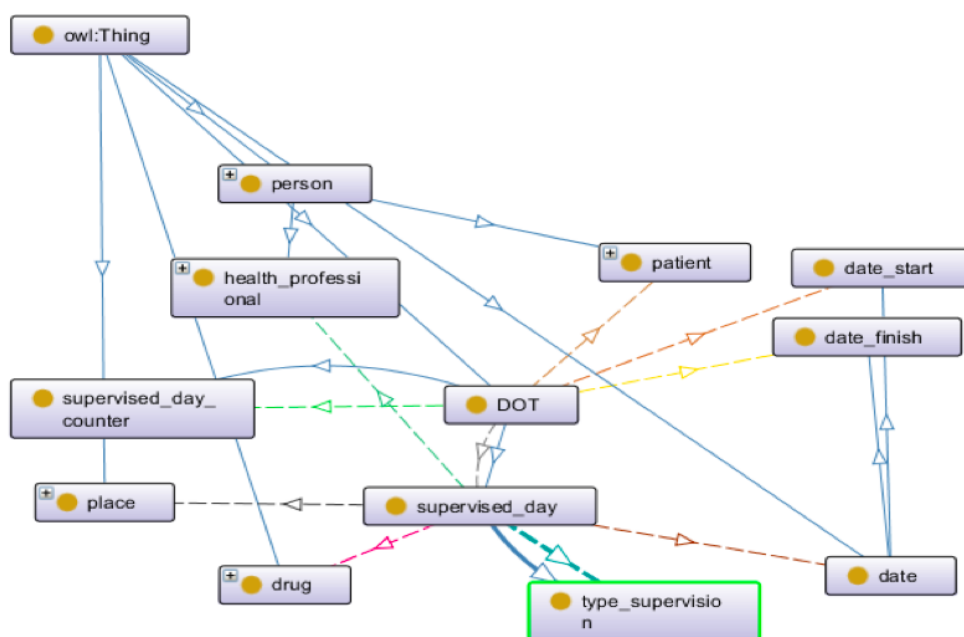 owl:Thing
person
health_professi
onal
patient
date_start
date_finish
supervised_day_
counter
DOT
place
supervised_day
drug
type_supervisio
n
date